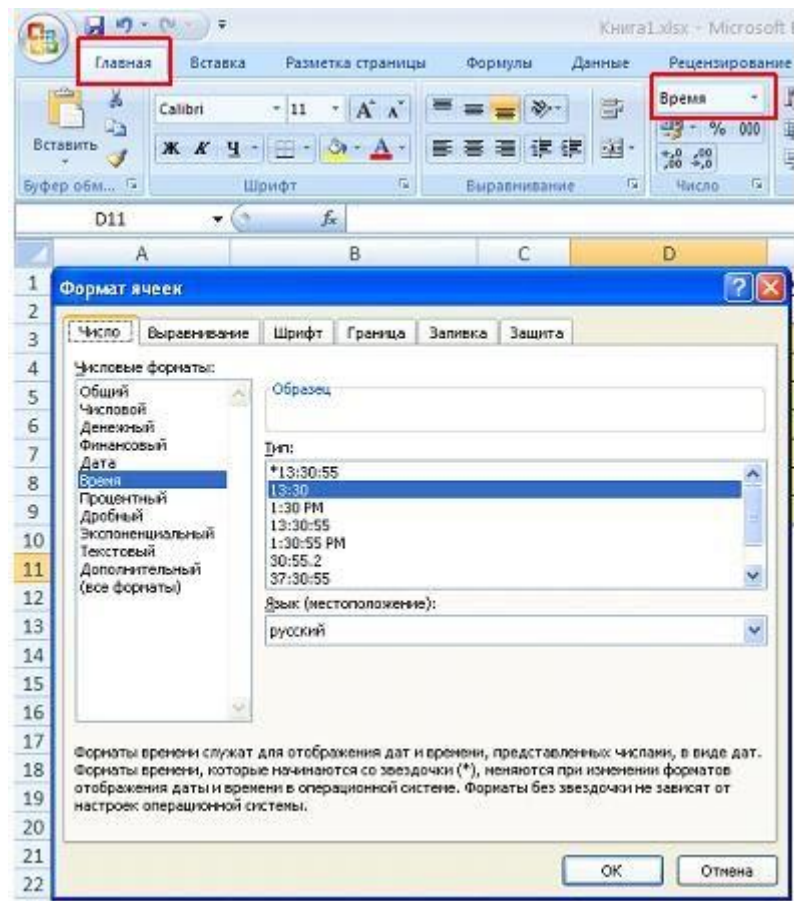 Книга1.xlsx - Microsoft
Главная Вставка Разметка страницы Формулы Данные Рецензирование
Calibri 11 A A Время
Вставить Ж К Ч % 000
,0 ,00
,00 ,0
Буфер обм... Шрифт Выравнивание Число
D11 fx
A B C D
1
Формат ячеек
2
Число Выравнивание Шрифт Граница Заливка Защита
3
4 Числовые форматы:
5 Общий Образец
Числовой
6 Денежный
Финансовый Тип:
7 Дата *13:30:55
8 Время 13:30
Процентный 1:30 PM
9 Дробный 13:30:55
10 Экспоненциальный 1:30:55 PM
Текстовый 30:55.2
11 Дополнительный 37:30:55
(все форматы)
12 Язык (местоположение):
13 русский
14
15
16
17 Форматы времени служат для отображения дат и времени, представленных числами, в виде дат.
18 Форматы времени, которые начинаются со звездочки (*), меняются при изменении форматов
19 отображения даты и времени в операционной системе. Форматы без звездочки не зависят от
настроек операционной системы.
20
21
OK Отмена
22